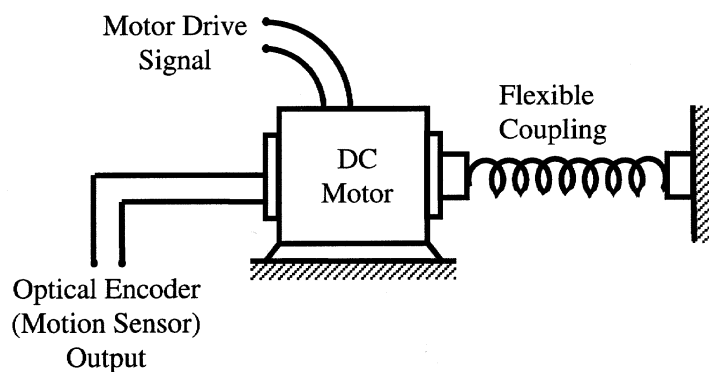 Motor Drive
Signal
Flexible
Coupling
DC
Motor
Optical Encoder
(Motion Sensor)
Output